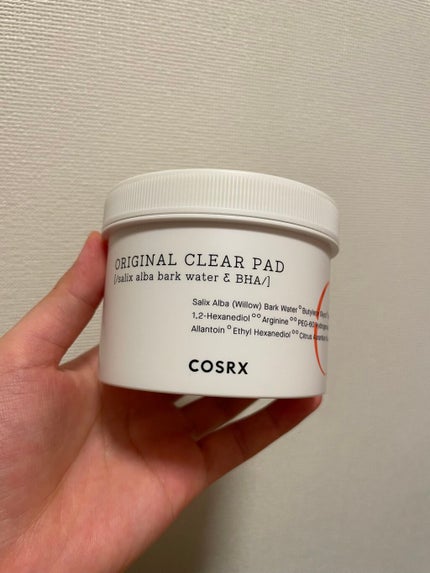 ORIGINAL CLEAR PAD
[/salix alba bark water & BHA/]
Salix Alba (Willow) Bark Water
1,2-Hexanediol Arginine
Allantoin Ethyl Hexanediol Citrus
COSRX